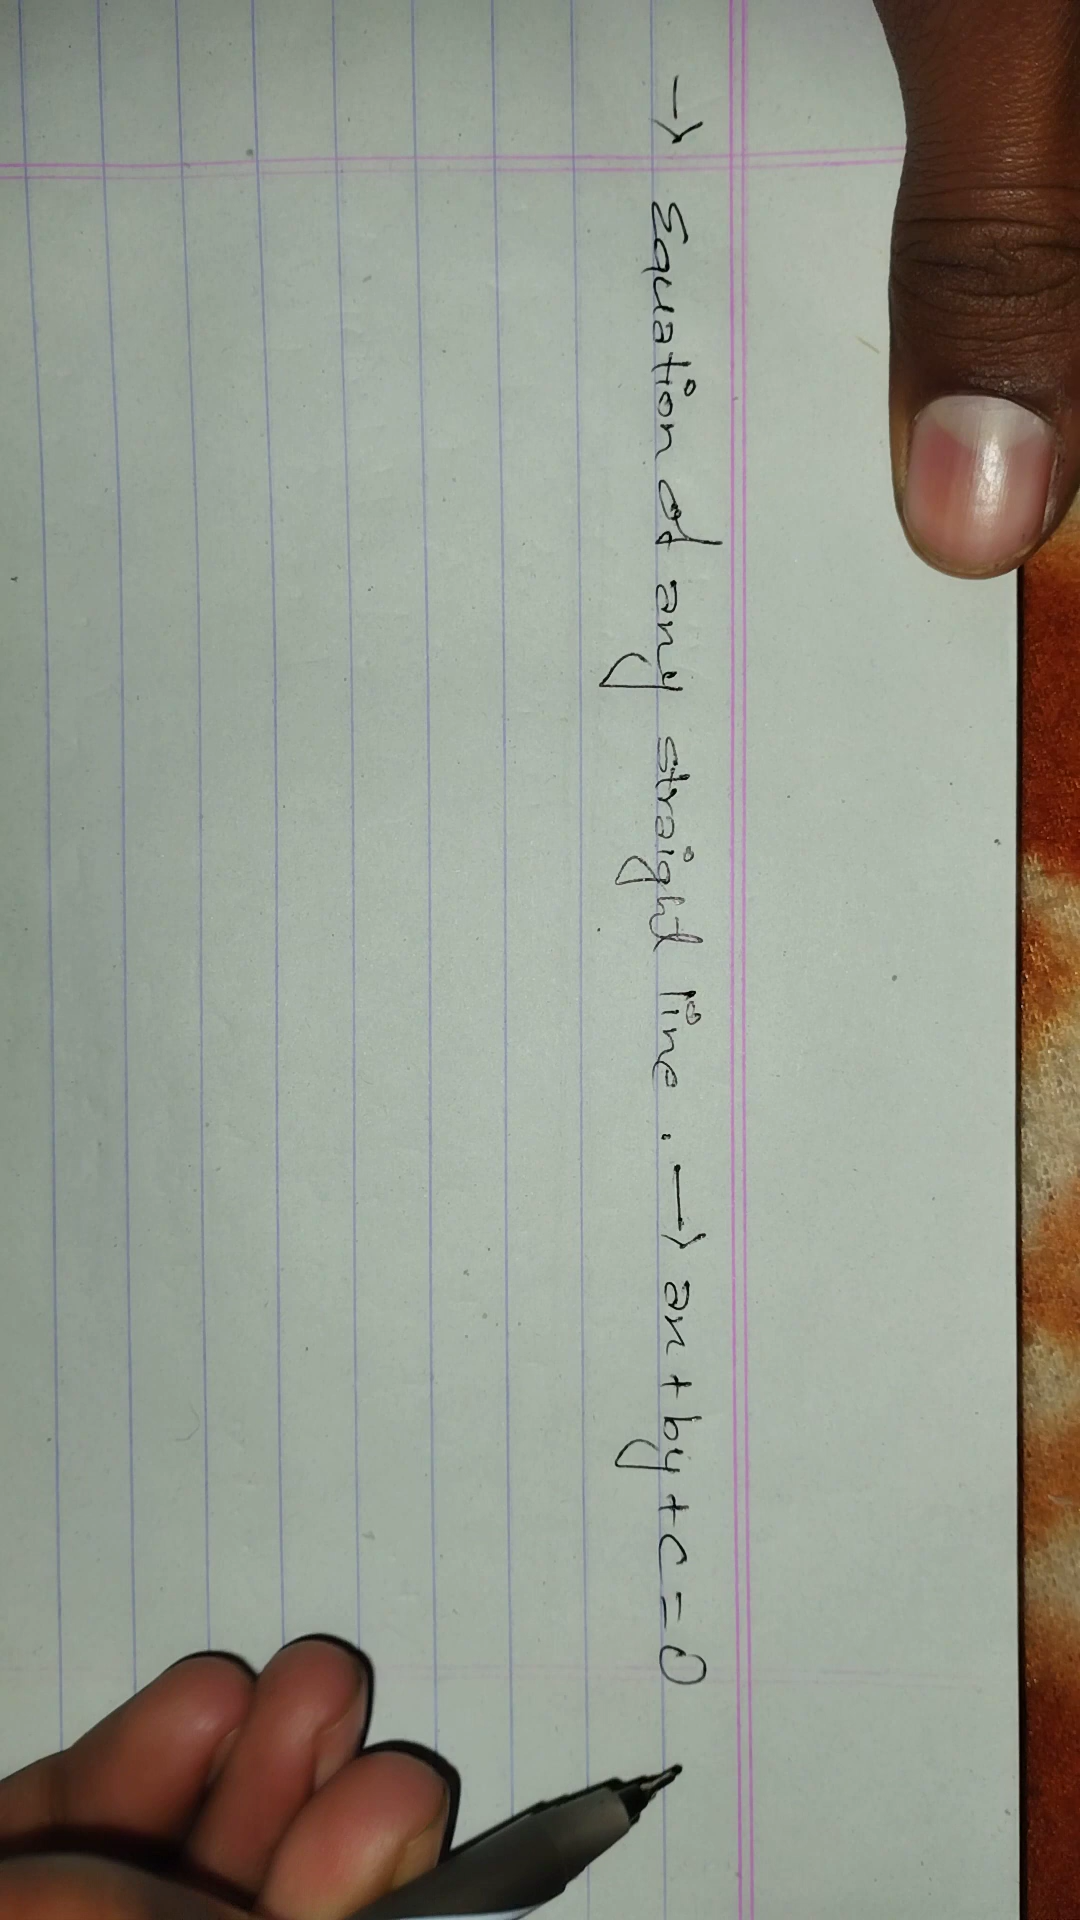 → Equation of any straight line. → ax + by + c = 0